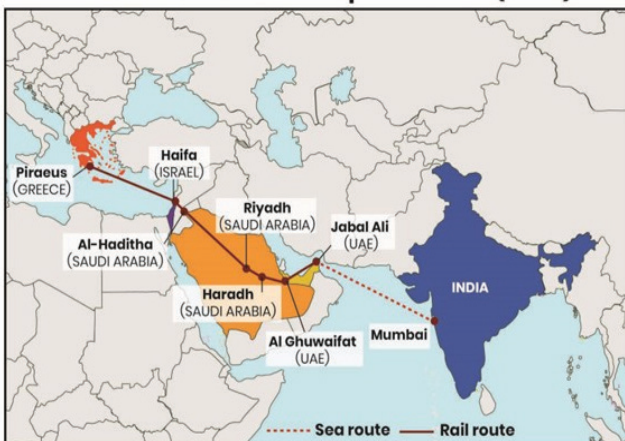 Piraeus
(GREECE)
Haifa
(ISRAEL)
Al-Haditha
(SAUDI ARABIA)
Riyadh
(SAUDI ARABIA)
Jabal Ali
(UAE)
Haradh
(SAUDI ARABIA)
Al Ghuwaifat
(UAE)
INDIA
Mumbai
Sea route
Rail route